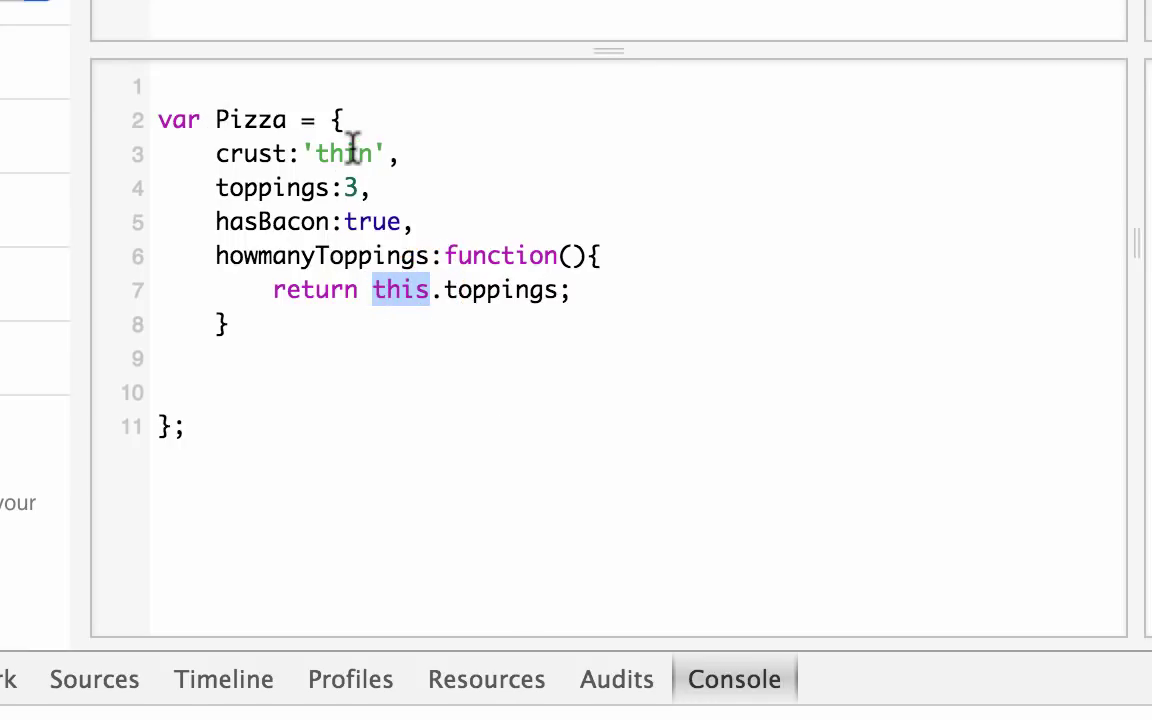 1
2 var Pizza = {
3 crust:'thin',
4 toppings:3,
5 hasBacon:true,
6 howmanyToppings:function(){
7 return this.toppings;
8 }
9
10
11 };
your
rk Sources Timeline Profiles Resources Audits Console